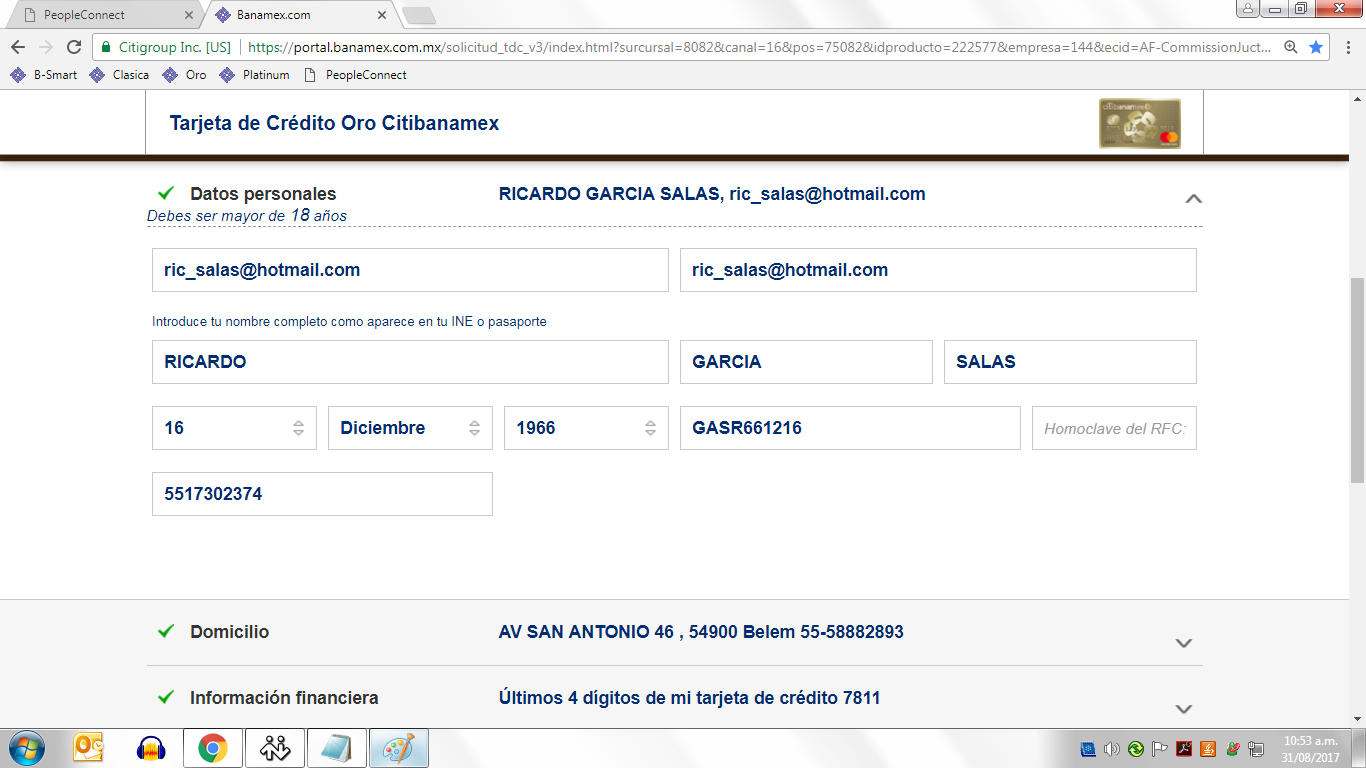 PeopleConnect
Banamex.com
Citigroup Inc. [US] https://portal.banamex.com.mx/solicitud_tdc_v3/index.html?surcursal=8082&canal=16&pos=75082&idproducto=222577&empresa=144&ecid=AF-CommissionJuct...
B-Smart Clasica Oro Platinum PeopleConnect
Tarjeta de Crédito Oro Citibanamex
Datos personales RICARDO GARCIA SALAS, ric_salas@hotmail.com
Debes ser mayor de 18 años
ric_salas@hotmail.com ric_salas@hotmail.com
Introduce tu nombre completo como aparece en tu INE o pasaporte
RICARDO GARCIA SALAS
16 Diciembre 1966 GASR661216 Homoclave del RFC:
5517302374
Domicilio AV SAN ANTONIO 46 , 54900 Belem 55-58882893
Información financiera Últimos 4 dígitos de mi tarjeta de crédito 7811
10:53 a.m.
31/08/2017